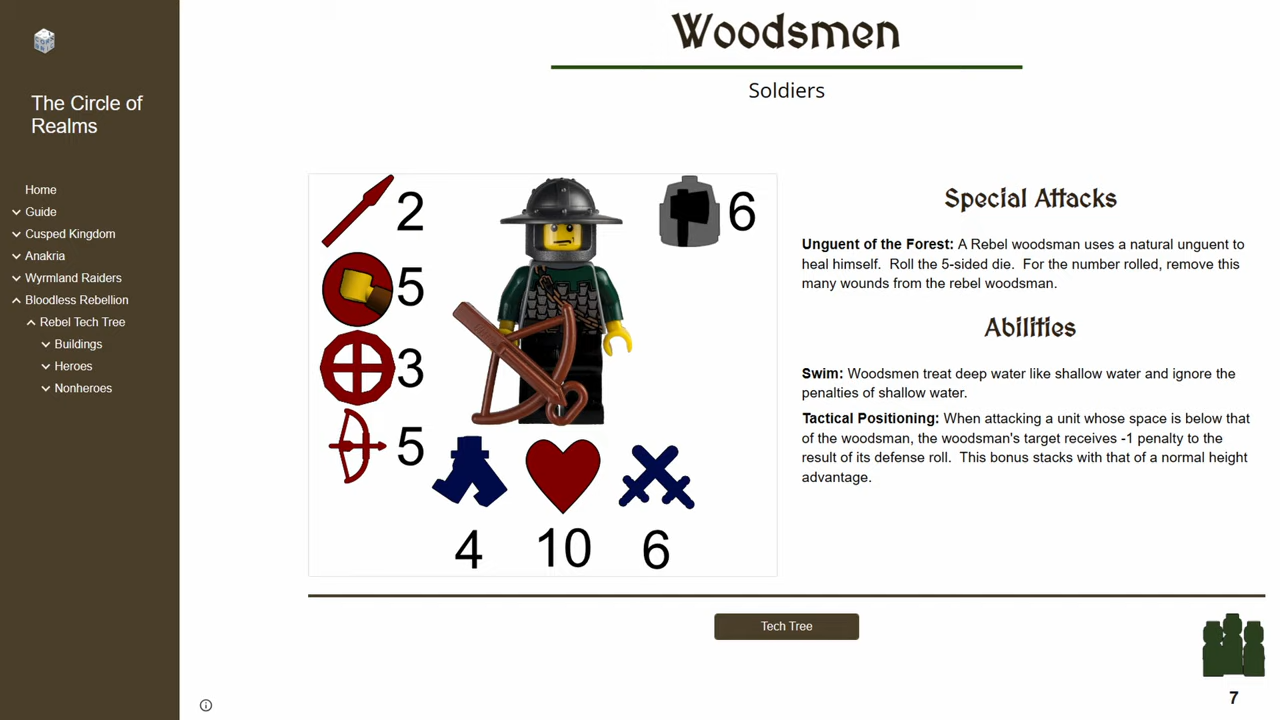 The Circle of
Realms
Home
Guide
Cusped Kingdom
Anakria
Wyrmland Raiders
Bloodless Rebellion
Rebel Tech Tree
Buildings
Heroes
Nonheroes
Woodsmen
Soldiers
2
5
3
5
6
4
10
6
Special Attacks
Unguent of the Forest: A Rebel woodsman uses a natural unguent to
heal himself. Roll the 5-sided die. For the number rolled, remove this
many wounds from the rebel woodsman.
Abilities
Swim: Woodsmen treat deep water like shallow water and ignore the
penalties of shallow water.
Tactical Positioning: When attacking a unit whose space is below that
of the woodsman, the woodsman's target receives -1 penalty to the
result of its defense roll. This bonus stacks with that of a normal height
advantage.
Tech Tree
7